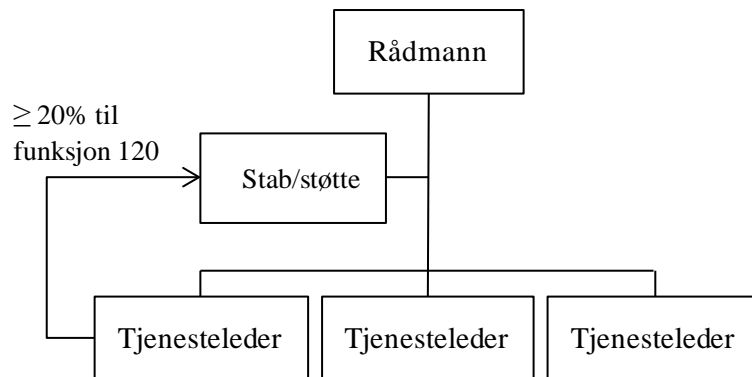 Rådmann
≥ 20% til
funksjon 120
Stab/støtte
Tjenesteleder
Tjenesteleder
Tjenesteleder